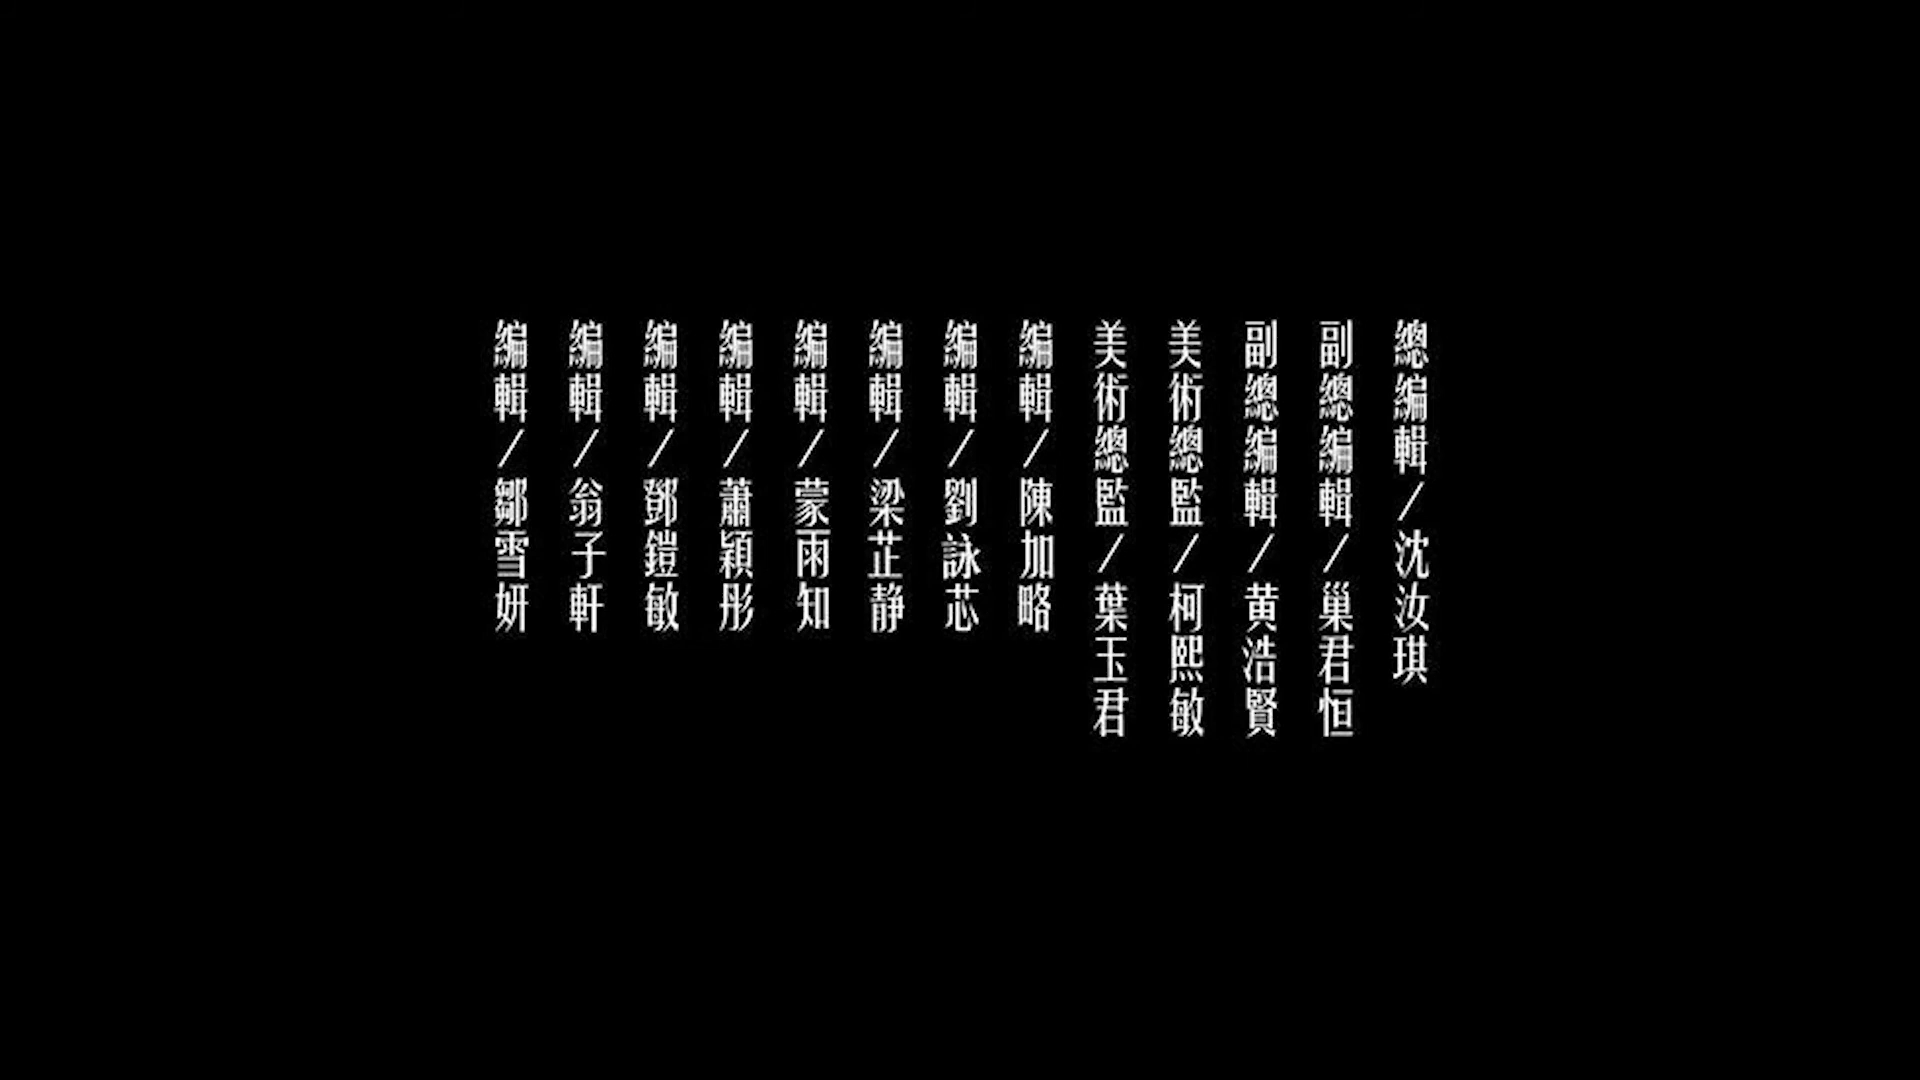 總編輯/沈汝琪
副總編輯/巢君恒
副總編輯/黄浩賢
美術總監/柯熙敏
美術總監/葉玉君
編輯/陳加略
編輯/劉詠芯
編輯/梁芷静
編輯/蒙雨知
編輯/蕭穎彤
編輯/鄧鎧敏
編輯/翁子軒
編輯/鄒雪妍